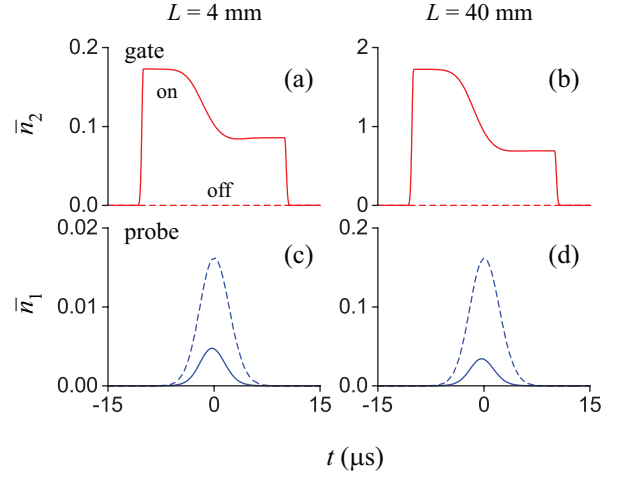 L = 4 mm L = 40 mm
0.2 gate (a) 2 (b)
on
n̄₂ 0.1 1
off
0.0 0
0.02 probe (c) 0.2 (d)
n̄₁ 0.01 0.1
0.00 0.0
-15 0 15 -15 0 15
t (μs)